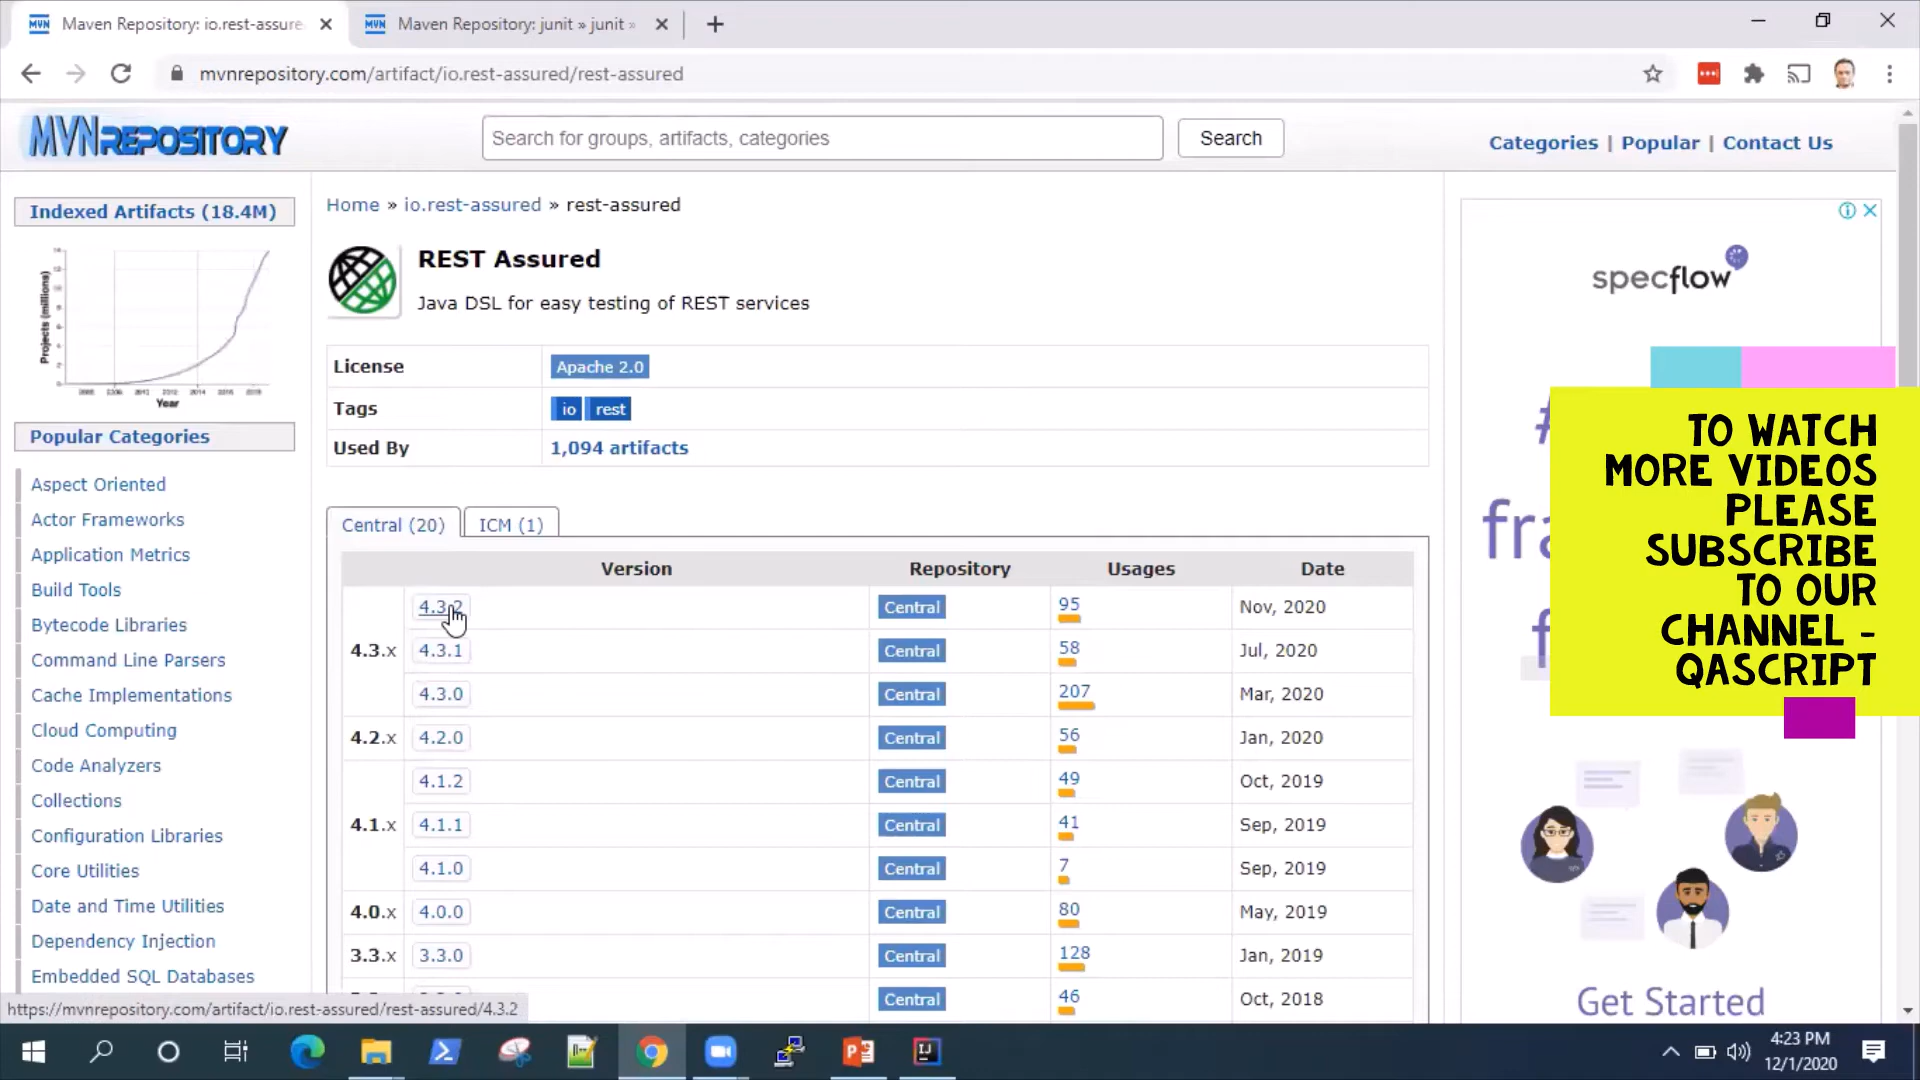 Maven Repository: io.rest-assure
Maven Repository: junit » junit »
mvnrepository.com/artifact/io.rest-assured/rest-assured
MVNREPOSITORY
Search for groups, artifacts, categories
Search
Categories | Popular | Contact Us
Indexed Artifacts (18.4M)
Projects (millions)
Year
Popular Categories
Aspect Oriented
Actor Frameworks
Application Metrics
Build Tools
Bytecode Libraries
Command Line Parsers
Cache Implementations
Cloud Computing
Code Analyzers
Collections
Configuration Libraries
Core Utilities
Date and Time Utilities
Dependency Injection
Embedded SQL Databases
Home » io.rest-assured » rest-assured
REST Assured
Java DSL for easy testing of REST services
License Apache 2.0
Tags io rest
Used By 1,094 artifacts
Central (20) ICM (1)
Version Repository Usages Date
4.3.2 Central 95 Nov, 2020
4.3.x 4.3.1 Central 58 Jul, 2020
4.3.0 Central 207 Mar, 2020
4.2.x 4.2.0 Central 56 Jan, 2020
4.1.2 Central 49 Oct, 2019
4.1.x 4.1.1 Central 41 Sep, 2019
4.1.0 Central 7 Sep, 2019
4.0.x 4.0.0 Central 80 May, 2019
3.3.x 3.3.0 Central 128 Jan, 2019
Central 46 Oct, 2018
specflow
#
fra
f
TO WATCH
MORE VIDEOS
PLEASE
SUBSCRIBE
TO OUR
CHANNEL -
QASCRIPT
Get Started
https://mvnrepository.com/artifact/io.rest-assured/rest-assured/4.3.2
4:23 PM
12/1/2020